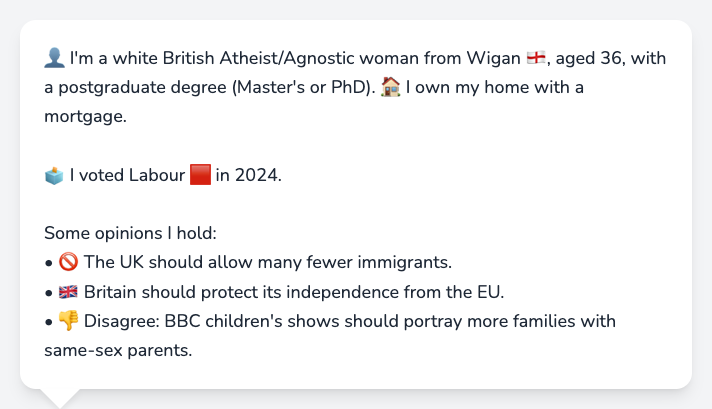 👤 I'm a white British Atheist/Agnostic woman from Wigan 🏴󠁧󠁢󠁥󠁮󠁧󠁿, aged 36, with
a postgraduate degree (Master's or PhD). 🏠 I own my home with a
mortgage.
🗳️ I voted Labour 🟥 in 2024.
Some opinions I hold:
• 🚫 The UK should allow many fewer immigrants.
• 🇬🇧 Britain should protect its independence from the EU.
• 👎 Disagree: BBC children's shows should portray more families with
same-sex parents.